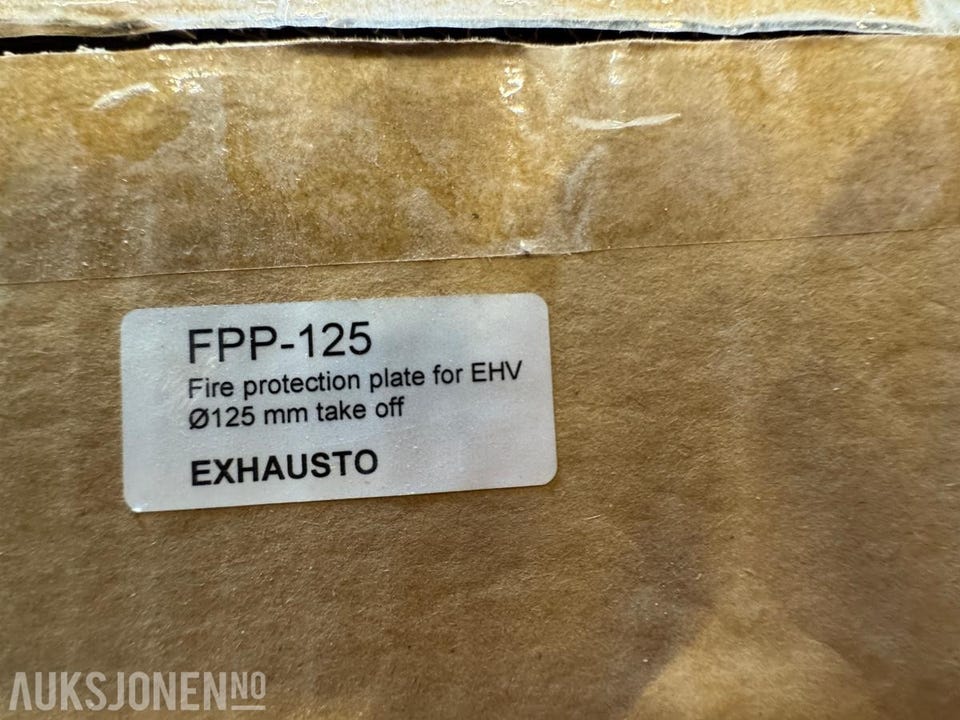 FPP-125
Fire protection plate for EHV
Ø125 mm take off
EXHAUSTO
AUKSJONEN NO